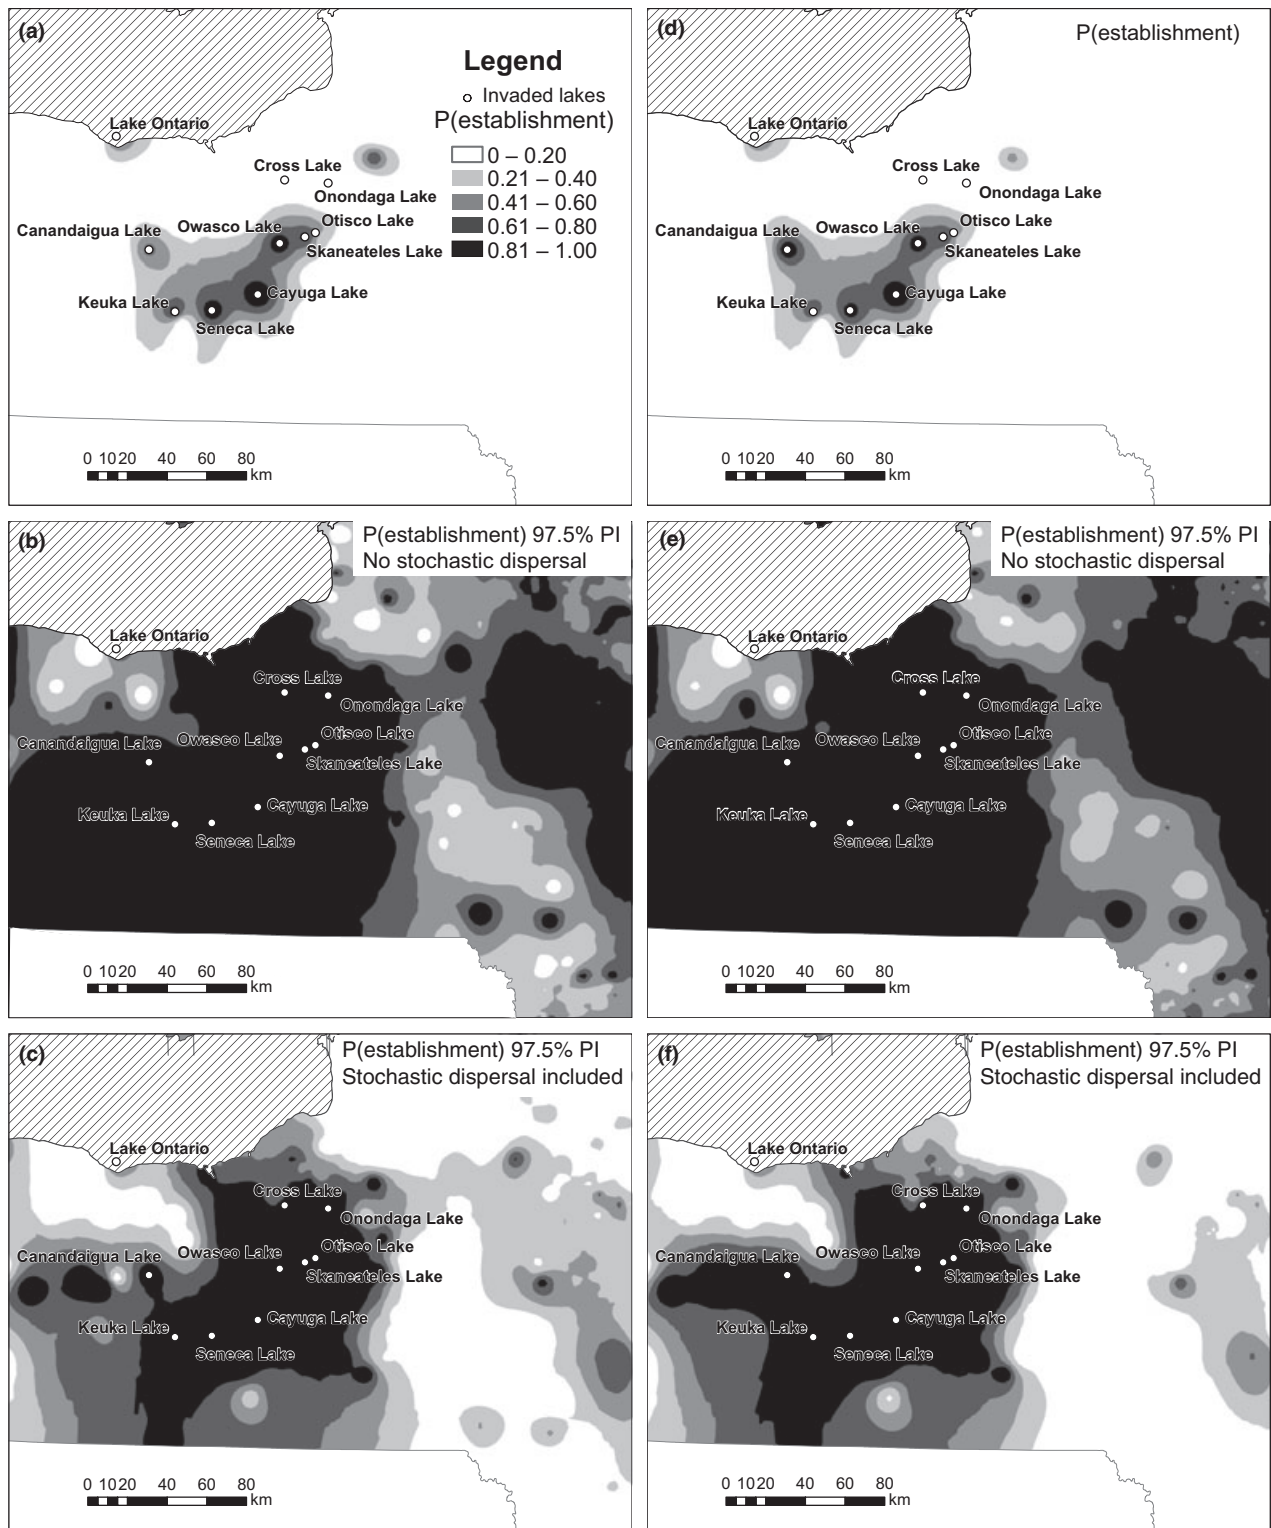 (a)
Legend
Invaded lakes
P(establishment)
0 – 0.20
0.21 – 0.40
0.41 – 0.60
0.61 – 0.80
0.81 – 1.00
Lake Ontario
Cross Lake
Onondaga Lake
Canandaigua Lake
Owasco Lake
Otisco Lake
Skaneateles Lake
Keuka Lake
Cayuga Lake
Seneca Lake
0 10 20 40 60 80
km
(d)
P(establishment)
Lake Ontario
Cross Lake
Onondaga Lake
Canandaigua Lake
Owasco Lake
Otisco Lake
Skaneateles Lake
Keuka Lake
Cayuga Lake
Seneca Lake
0 10 20 40 60 80
km
(b)
P(establishment) 97.5% PI
No stochastic dispersal
Lake Ontario
Cross Lake
Onondaga Lake
Canandaigua Lake
Owasco Lake
Otisco Lake
Skaneateles Lake
Keuka Lake
Cayuga Lake
Seneca Lake
0 10 20 40 60 80
km
(e)
P(establishment) 97.5% PI
No stochastic dispersal
Lake Ontario
Cross Lake
Onondaga Lake
Canandaigua Lake
Owasco Lake
Otisco Lake
Skaneateles Lake
Keuka Lake
Cayuga Lake
Seneca Lake
0 10 20 40 60 80
km
(c)
P(establishment) 97.5% PI
Stochastic dispersal included
Lake Ontario
Cross Lake
Onondaga Lake
Canandaigua Lake
Owasco Lake
Otisco Lake
Skaneateles Lake
Keuka Lake
Cayuga Lake
Seneca Lake
0 10 20 40 60 80
km
(f)
P(establishment) 97.5% PI
Stochastic dispersal included
Lake Ontario
Cross Lake
Onondaga Lake
Canandaigua Lake
Owasco Lake
Otisco Lake
Skaneateles Lake
Keuka Lake
Cayuga Lake
Seneca Lake
0 10 20 40 60 80
km